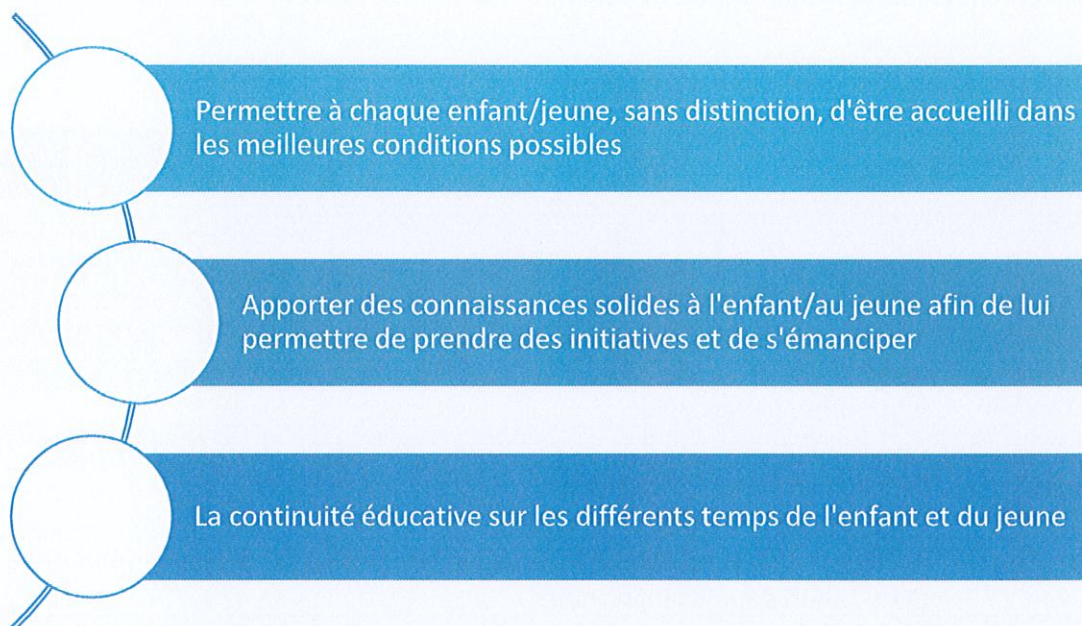 Permettre à chaque enfant/jeune, sans distinction, d'être accueilli dans
les meilleures conditions possibles
Apporter des connaissances solides à l'enfant/au jeune afin de lui
permettre de prendre des initiatives et de s'émanciper
La continuité éducative sur les différents temps de l'enfant et du jeune